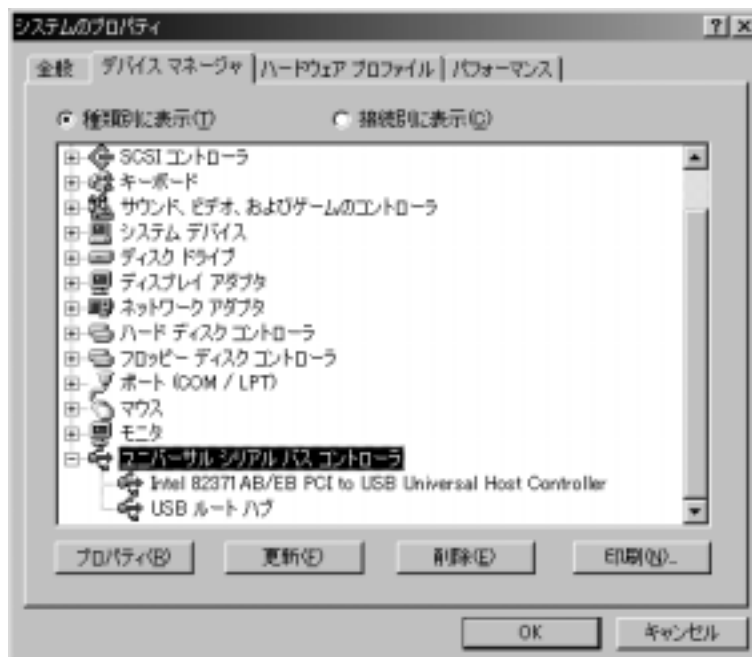 システムのプロパティ
全般 デバイス マネージャ ハードウェア プロファイル パフォーマンス
種類別に表示(T) 接続別に表示(C)
SCSI コントローラ
キーボード
サウンド、ビデオ、およびゲームのコントローラ
システム デバイス
ディスク ドライブ
ディスプレイ アダプタ
ネットワーク アダプタ
ハード ディスク コントローラ
フロッピー ディスク コントローラ
ポート (COM / LPT)
マウス
モニタ
ユニバーサル シリアル バス コントローラ
Intel 82371AB/EB PCI to USB Universal Host Controller
USB ルート ハブ
プロパティ(R) 更新(F) 削除(E) 印刷(N)...
OK キャンセル